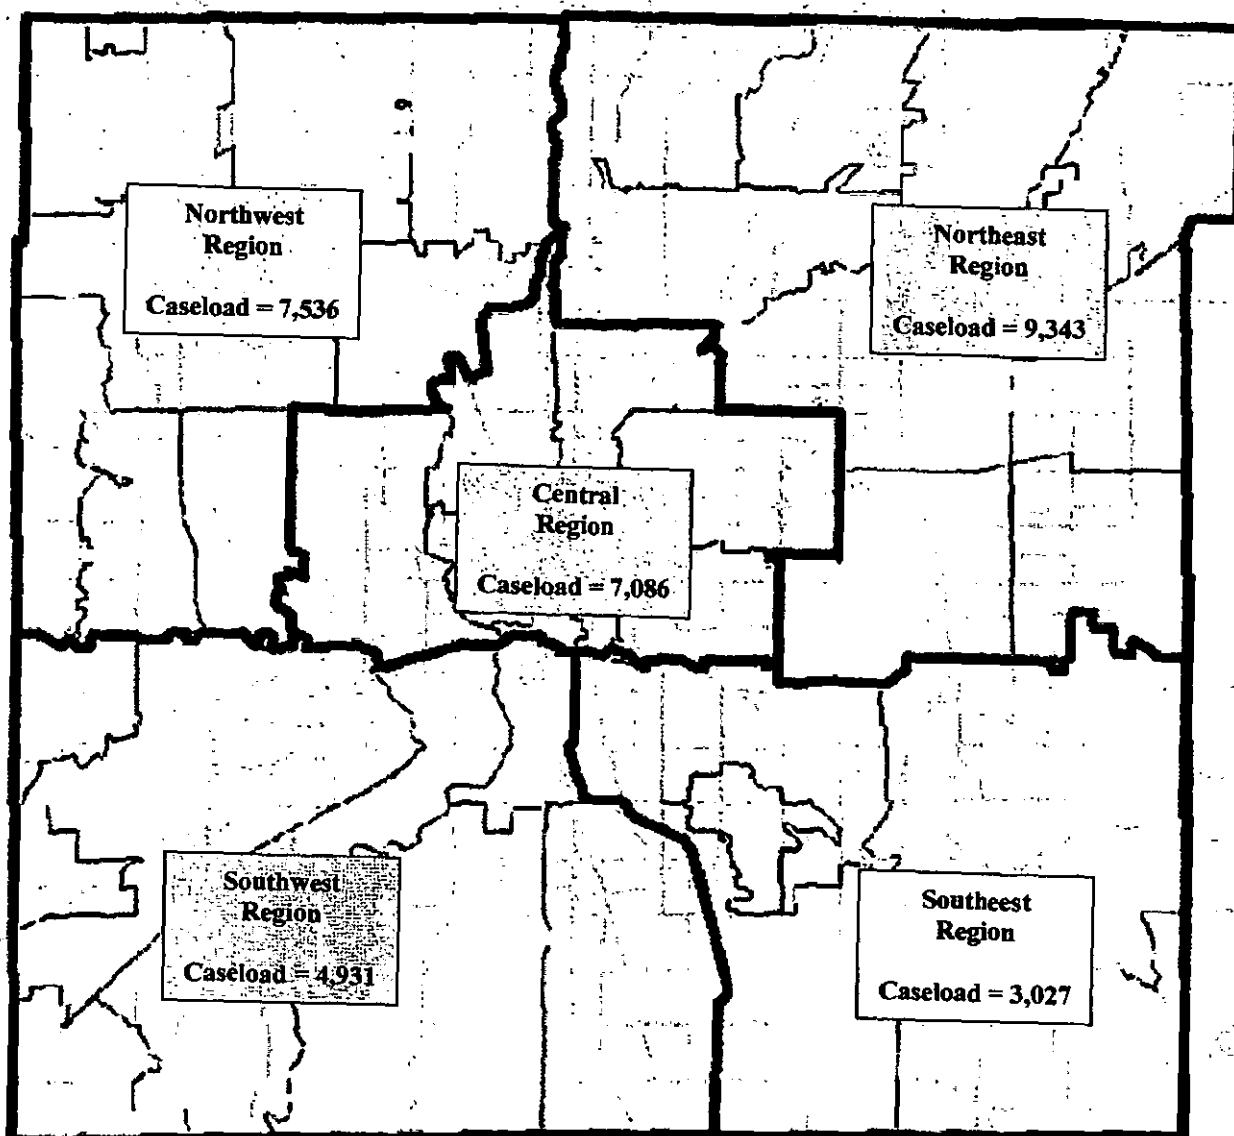 Northwest
Region
Caseload = 7,536
Northeast
Region
Caseload = 9,343
Central
Region
Caseload = 7,086
Southwest
Region
Caseload = 4,931
Southeest
Region
Caseload = 3,027